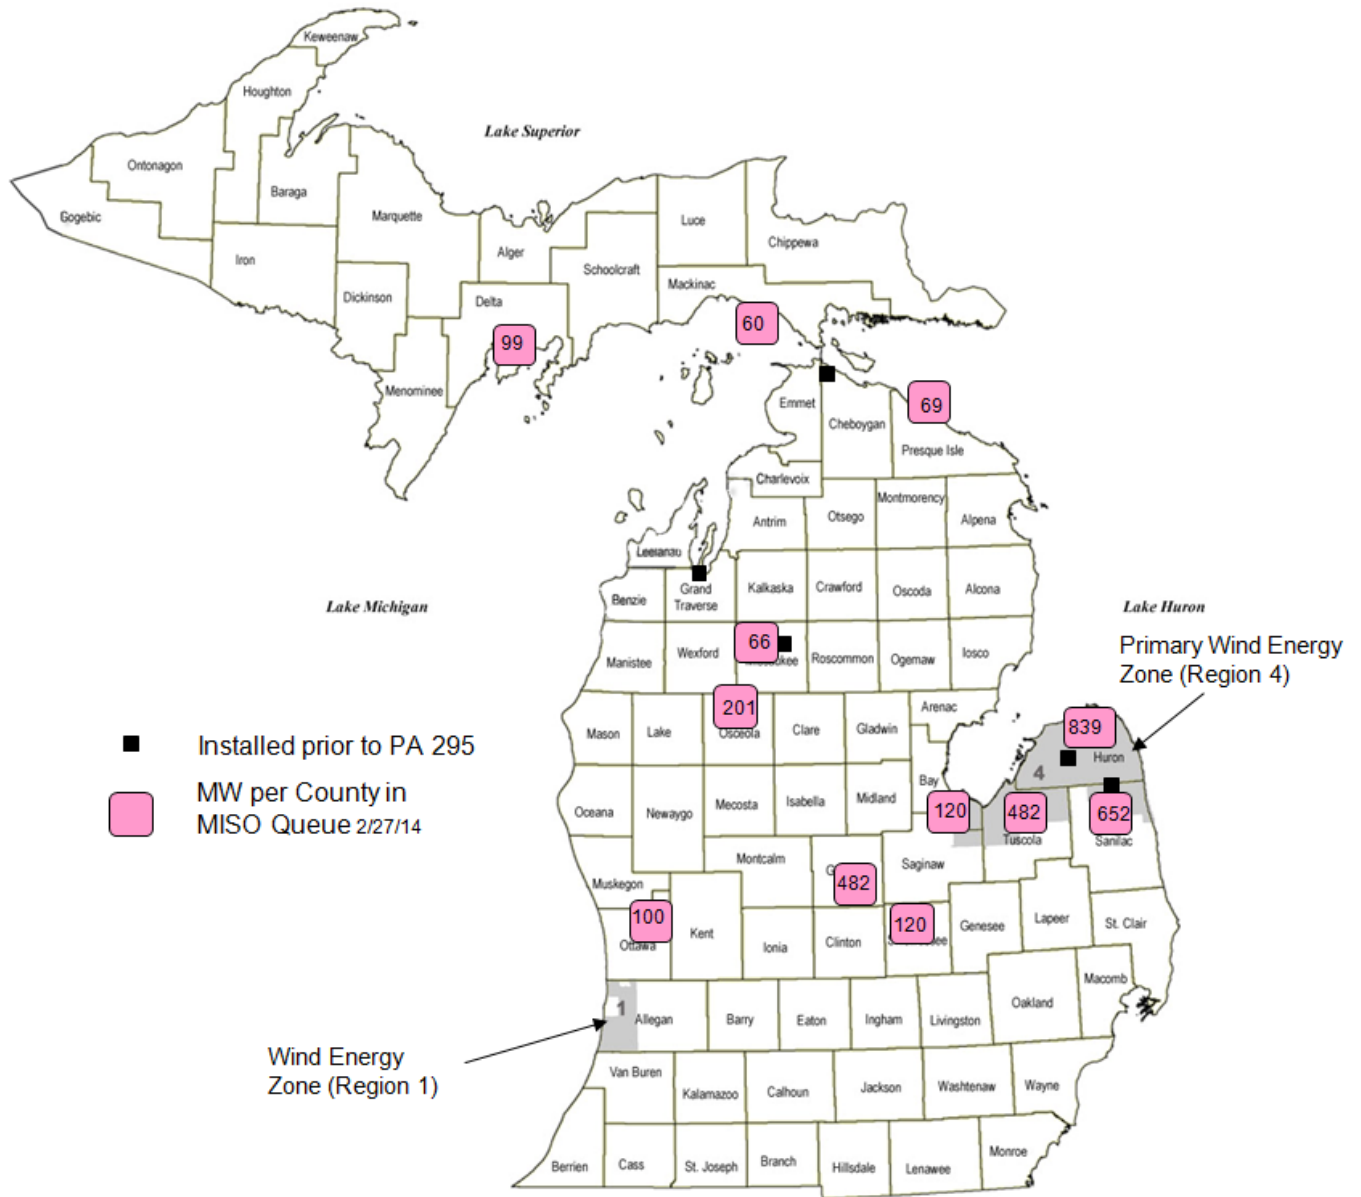 Keweenaw
Houghton
Lake Superior
Ontonagon
Baraga
Gogebic
Marquette
Luce
Chippewa
Alger
Iron
Schoolcraft
Mackinac
Dickinson
Delta
60
99
Menominee
Emmet
69
Cheboygan
Presque Isle
Charlevoix
Montmorency
Antrim
Otsego
Alpena
Leelanau
Grand
Traverse
Kalkaska
Crawford
Oscoda
Alcona
Benzie
Lake Michigan
Lake Huron
Primary Wind Energy
Zone (Region 4)
66
Manistee
Wexford
Roscommon
Ogemaw
Iosco
201
Arenac
839
Mason
Lake
Osceola
Clare
Gladwin
Huron
4
Installed prior to PA 295
MW per County in
MISO Queue 2/27/14
Bay
Oceana
Newaygo
Mecosta
Isabella
Midland
120
482
652
Tuscola
Sanilac
Montcalm
Saginaw
Muskegon
482
100
120
Ottawa
Kent
Ionia
Clinton
Genesee
Lapeer
St. Clair
Macomb
Oakland
1
Allegan
Barry
Eaton
Ingham
Livingston
Wind Energy
Zone (Region 1)
Van Buren
Kalamazoo
Calhoun
Jackson
Washtenaw
Wayne
Berrien
Cass
St. Joseph
Branch
Hillsdale
Lenawee
Monroe